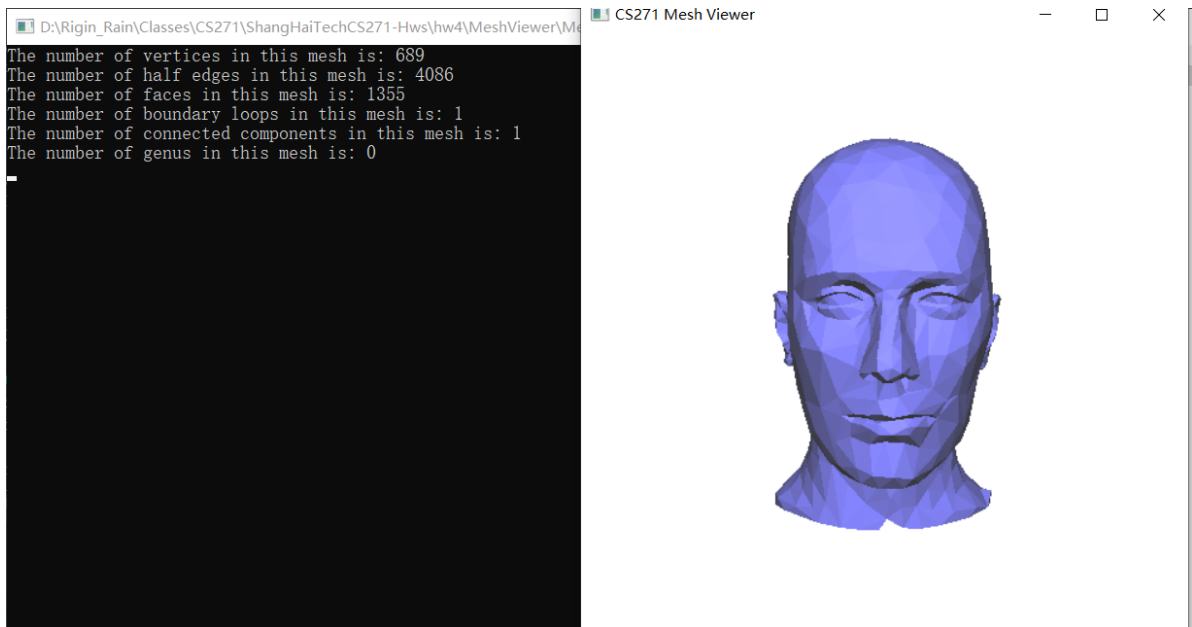 D:\Rigin_Rain\Classes\CS271\ShangHaiTechCS271-Hws\hw4\MeshViewer\Me
The number of vertices in this mesh is: 689
The number of half edges in this mesh is: 4086
The number of faces in this mesh is: 1355
The number of boundary loops in this mesh is: 1
The number of connected components in this mesh is: 1
The number of genus in this mesh is: 0
CS271 Mesh Viewer